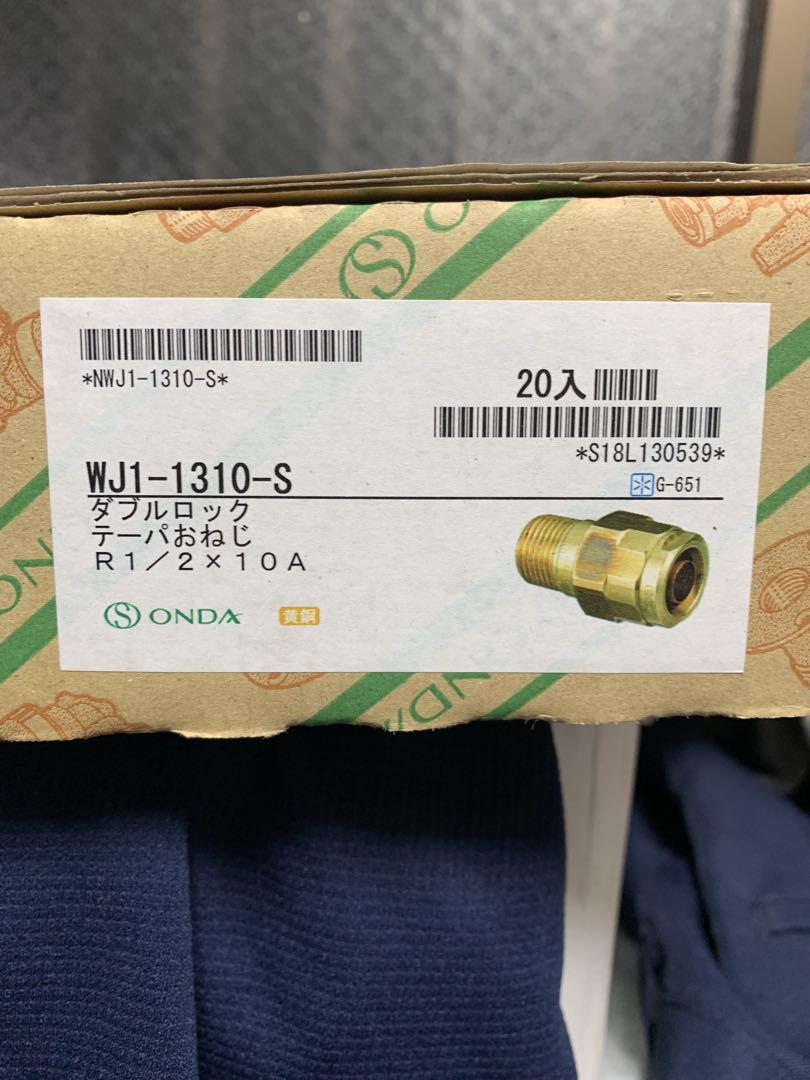 *NWJ1-1310-S*
20入
*S18L130539*
WJ1-1310-S
G-651
ダブルロック
テーパおねじ
R1/2×10A
S ONDA 黄銅